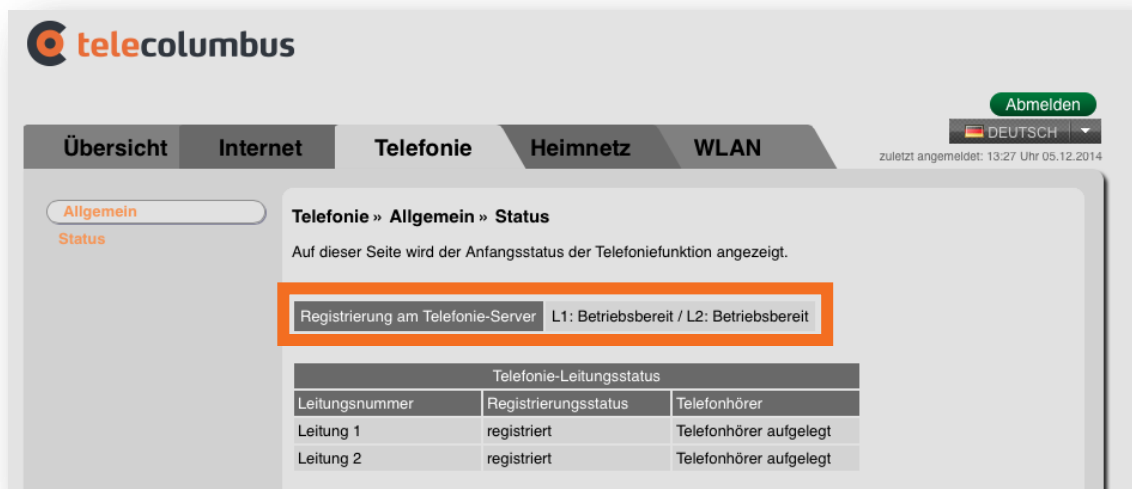 telecolumbus
Abmelden
DEUTSCH
zuletzt angemeldet: 13:27 Uhr 05.12.2014
Übersicht Internet Telefonie Heimnetz WLAN
Allgemein
Status
Telefonie» Allgemein» Status
Auf dieser Seite wird der Anfangsstatus der Telefoniefunktion angezeigt.
Registrierung am Telefonie-Server L1: Betriebsbereit / L2: Betriebsbereit
Telefonie-Leitungsstatus
Leitungsnummer Registrierungsstatus Telefonhörer
Leitung 1 registriert Telefonhörer aufgelegt
Leitung 2 registriert Telefonhörer aufgelegt